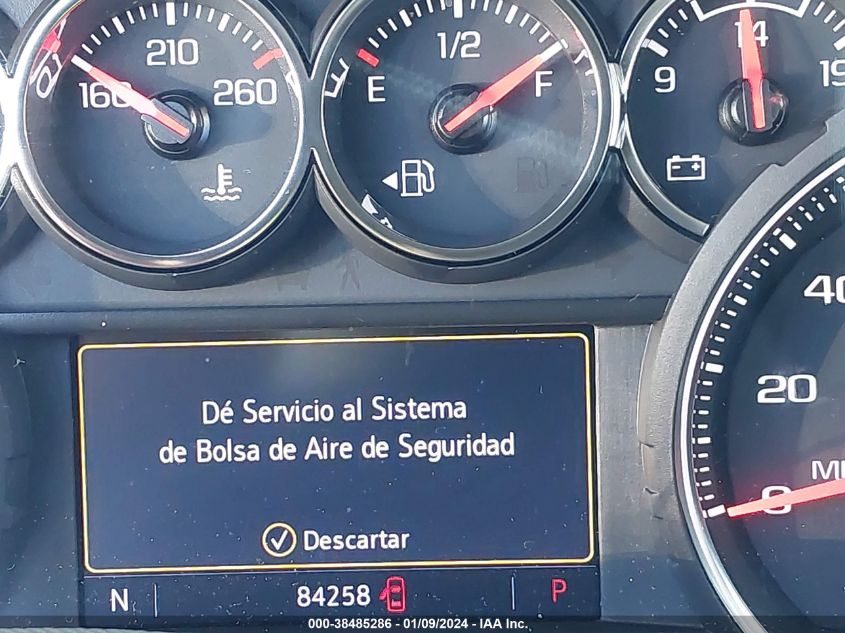 160 210 260
E 1/2 F
9 14 19
40
20
0
Dé Servicio al Sistema
de Bolsa de Aire de Seguridad
Descartar
N 84258 P
000-38485286 - 01/09/2024 - IAA Inc.